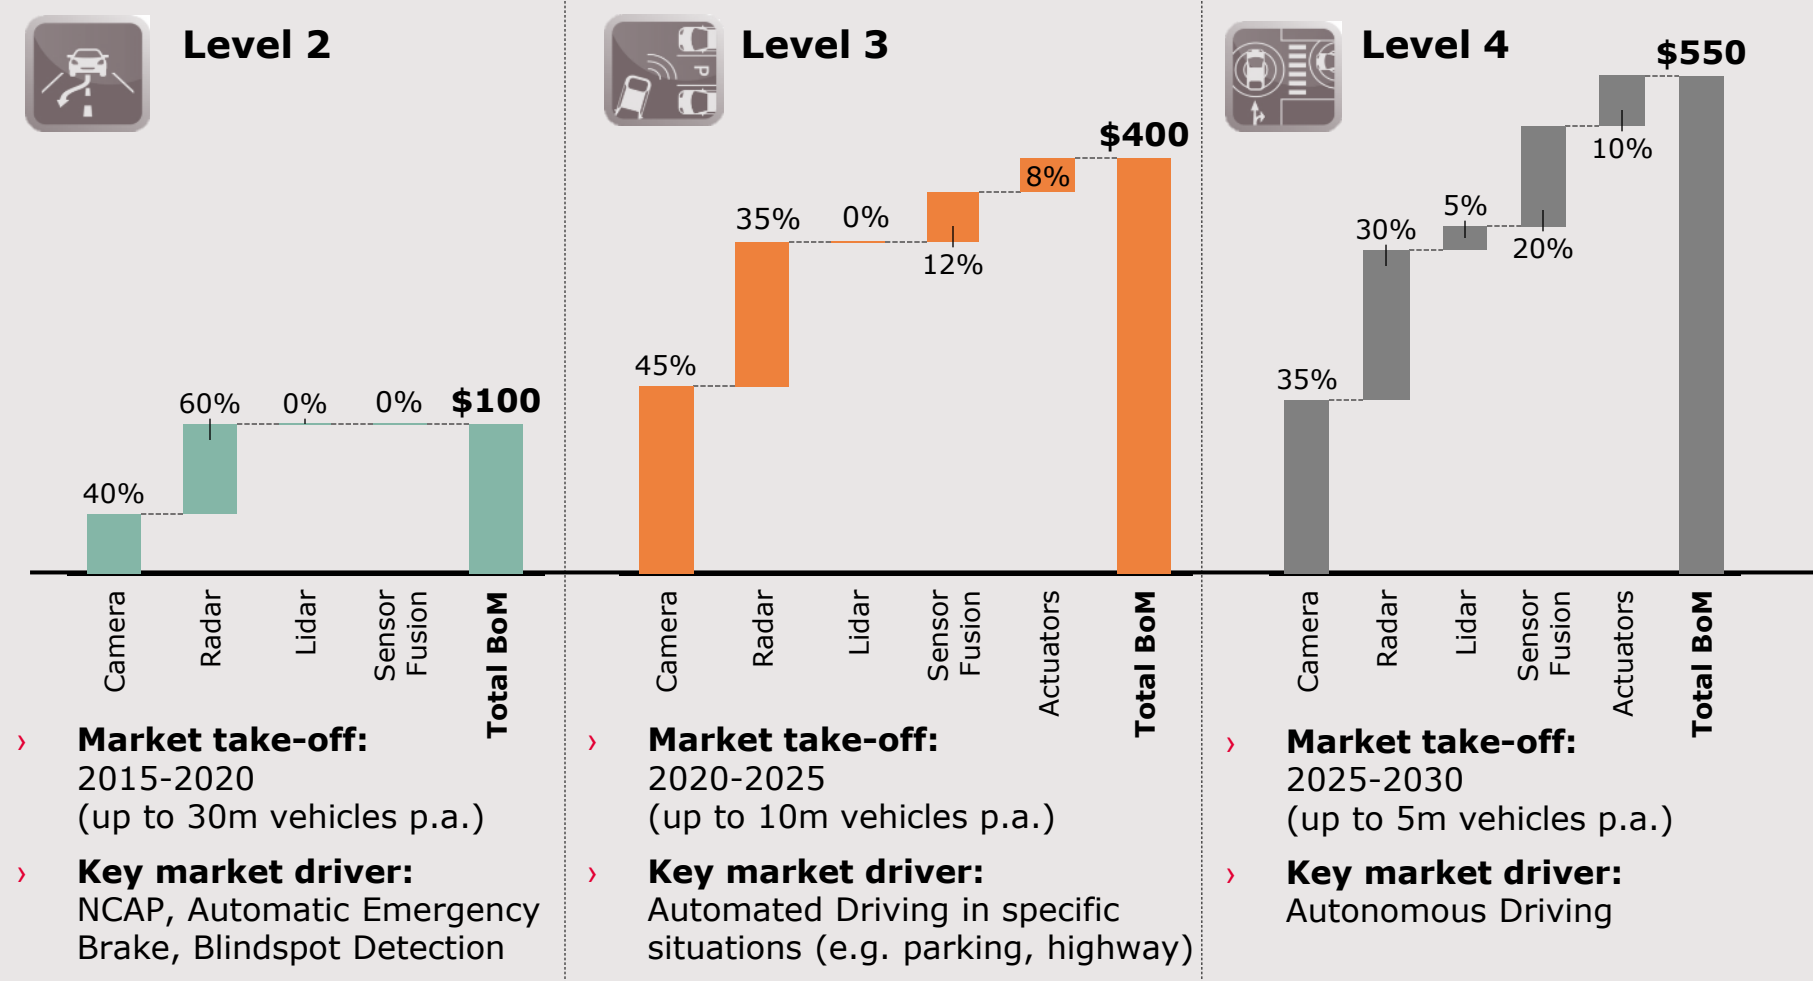 Level 2
40%
60%
0%
0%
$100
Camera
Radar
Lidar
Sensor
Fusion
Total BoM
› Market take-off:
2015-2020
(up to 30m vehicles p.a.)
› Key market driver:
NCAP, Automatic Emergency
Brake, Blindspot Detection
Level 3
P
45%
35%
0%
12%
8%
$400
Camera
Radar
Lidar
Sensor
Fusion
Actuators
Total BoM
› Market take-off:
2020-2025
(up to 10m vehicles p.a.)
› Key market driver:
Automated Driving in specific
situations (e.g. parking, highway)
Level 4
35%
30%
5%
20%
10%
$550
Camera
Radar
Lidar
Sensor
Fusion
Actuators
Total BoM
› Market take-off:
2025-2030
(up to 5m vehicles p.a.)
› Key market driver:
Autonomous Driving